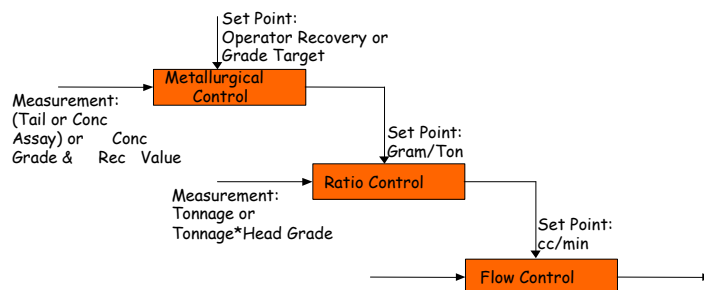 Set Point:
Operator Recovery or
Grade Target
Metallurgical
Control
Measurement:
(Tail or Conc
Assay) or Conc
Grade & Rec Value
Set Point:
Gram/Ton
Ratio Control
Measurement:
Tonnage or
Tonnage*Head Grade
Set Point:
cc/min
Flow Control